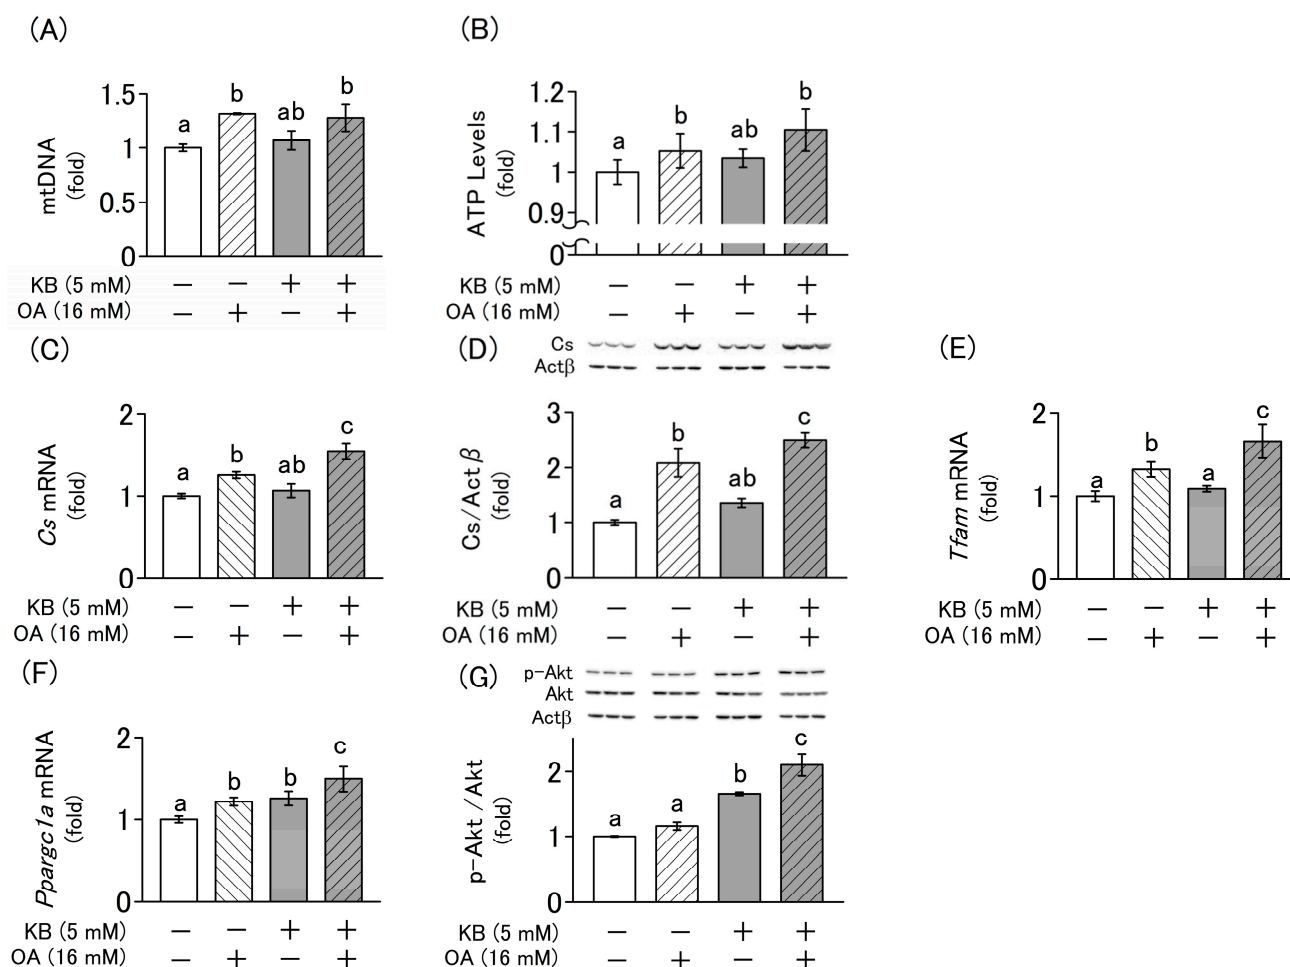 (A)
mtDNA
(fold)
1.5
1
0.5
0
a
b
ab
b
KB (5 mM) − − + +
OA (16 mM) − + − +
(B)
ATP Levels
(fold)
1.2
1.1
1
0.9
0
a
b
ab
b
KB (5 mM) − − + +
OA (16 mM) − + − +
(C)
Cs mRNA
(fold)
2
1
0
a
b
ab
c
KB (5 mM) − − + +
OA (16 mM) − + − +
(D)
Cs
Actβ
Cs/Act β
(fold)
3
2
1
0
a
b
ab
c
KB (5 mM) − − + +
OA (16 mM) − + − +
(E)
Tfam mRNA
(fold)
2
1
0
a
b
a
c
KB (5 mM) − − + +
OA (16 mM) − + − +
(F)
Ppargc1a mRNA
(fold)
2
1
0
a
b
b
c
KB (5 mM) − − + +
OA (16 mM) − + − +
(G)
p-Akt
Akt
Actβ
p-Akt /Akt
(fold)
2
1
0
a
a
b
c
KB (5 mM) − − + +
OA (16 mM) − + − +